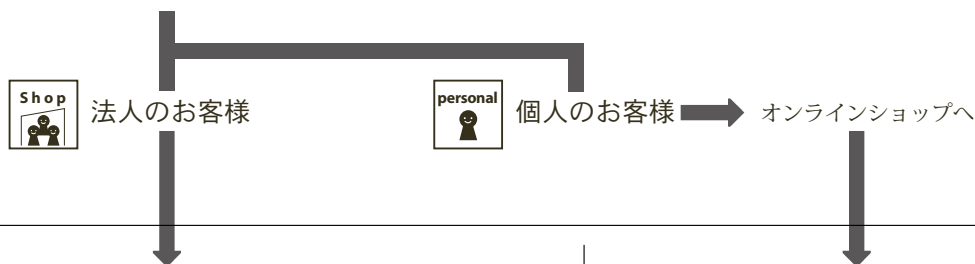 Shop
法人のお客様
personal
個人のお客様
オンラインショップへ